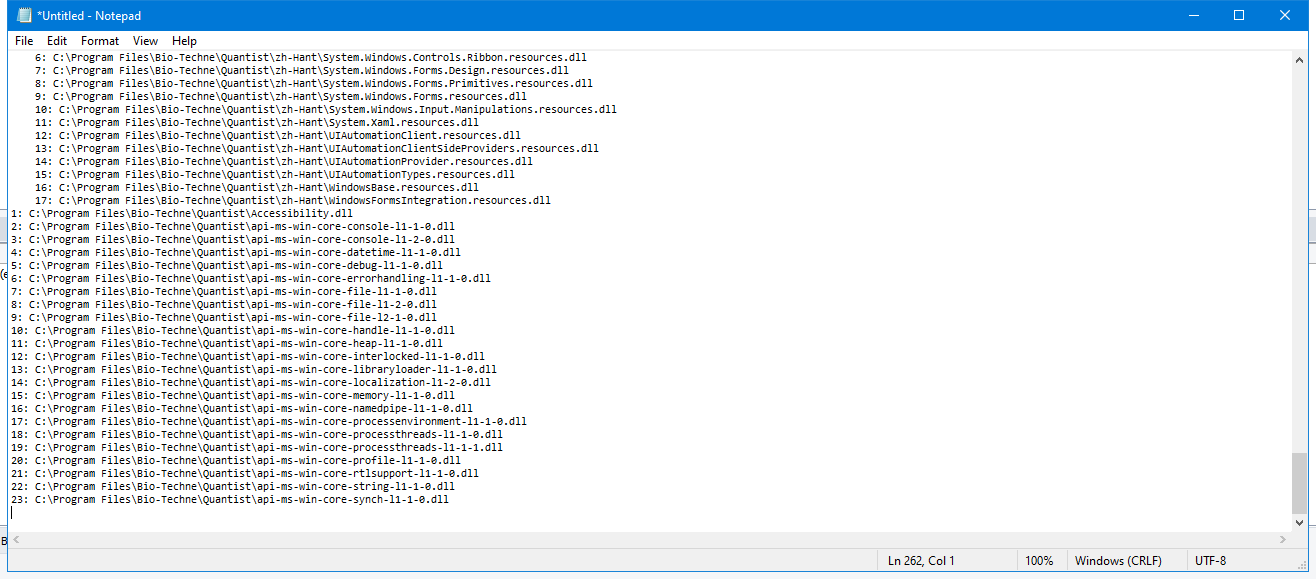 *Untitled - Notepad
File Edit Format View Help
6: C:\Program Files\Bio-Techne\Quantist\zh-Hant\System.Windows.Controls.Ribbon.resources.dll
7: C:\Program Files\Bio-Techne\Quantist\zh-Hant\System.Windows.Forms.Design.resources.dll
8: C:\Program Files\Bio-Techne\Quantist\zh-Hant\System.Windows.Forms.Primitives.resources.dll
9: C:\Program Files\Bio-Techne\Quantist\zh-Hant\System.Windows.Forms.resources.dll
10: C:\Program Files\Bio-Techne\Quantist\zh-Hant\System.Windows.Input.Manipulations.resources.dll
11: C:\Program Files\Bio-Techne\Quantist\zh-Hant\System.Xaml.resources.dll
12: C:\Program Files\Bio-Techne\Quantist\zh-Hant\UIAutomationClient.resources.dll
13: C:\Program Files\Bio-Techne\Quantist\zh-Hant\UIAutomationClientSideProviders.resources.dll
14: C:\Program Files\Bio-Techne\Quantist\zh-Hant\UIAutomationProvider.resources.dll
15: C:\Program Files\Bio-Techne\Quantist\zh-Hant\UIAutomationTypes.resources.dll
16: C:\Program Files\Bio-Techne\Quantist\zh-Hant\WindowsBase.resources.dll
17: C:\Program Files\Bio-Techne\Quantist\zh-Hant\WindowsFormsIntegration.resources.dll
1: C:\Program Files\Bio-Techne\Quantist\Accessibility.dll
2: C:\Program Files\Bio-Techne\Quantist\api-ms-win-core-console-l1-1-0.dll
3: C:\Program Files\Bio-Techne\Quantist\api-ms-win-core-console-l1-2-0.dll
4: C:\Program Files\Bio-Techne\Quantist\api-ms-win-core-datetime-l1-1-0.dll
5: C:\Program Files\Bio-Techne\Quantist\api-ms-win-core-debug-l1-1-0.dll
6: C:\Program Files\Bio-Techne\Quantist\api-ms-win-core-errorhandling-l1-1-0.dll
7: C:\Program Files\Bio-Techne\Quantist\api-ms-win-core-file-l1-1-0.dll
8: C:\Program Files\Bio-Techne\Quantist\api-ms-win-core-file-l1-2-0.dll
9: C:\Program Files\Bio-Techne\Quantist\api-ms-win-core-file-l2-1-0.dll
10: C:\Program Files\Bio-Techne\Quantist\api-ms-win-core-handle-l1-1-0.dll
11: C:\Program Files\Bio-Techne\Quantist\api-ms-win-core-heap-l1-1-0.dll
12: C:\Program Files\Bio-Techne\Quantist\api-ms-win-core-interlocked-l1-1-0.dll
13: C:\Program Files\Bio-Techne\Quantist\api-ms-win-core-libraryloader-l1-1-0.dll
14: C:\Program Files\Bio-Techne\Quantist\api-ms-win-core-localization-l1-2-0.dll
15: C:\Program Files\Bio-Techne\Quantist\api-ms-win-core-memory-l1-1-0.dll
16: C:\Program Files\Bio-Techne\Quantist\api-ms-win-core-namedpipe-l1-1-0.dll
17: C:\Program Files\Bio-Techne\Quantist\api-ms-win-core-processenvironment-l1-1-0.dll
18: C:\Program Files\Bio-Techne\Quantist\api-ms-win-core-processthreads-l1-1-0.dll
19: C:\Program Files\Bio-Techne\Quantist\api-ms-win-core-processthreads-l1-1-1.dll
20: C:\Program Files\Bio-Techne\Quantist\api-ms-win-core-profile-l1-1-0.dll
21: C:\Program Files\Bio-Techne\Quantist\api-ms-win-core-rtlsupport-l1-1-0.dll
22: C:\Program Files\Bio-Techne\Quantist\api-ms-win-core-string-l1-1-0.dll
23: C:\Program Files\Bio-Techne\Quantist\api-ms-win-core-synch-l1-1-0.dll
Ln 262, Col 1 100% Windows (CRLF) UTF-8